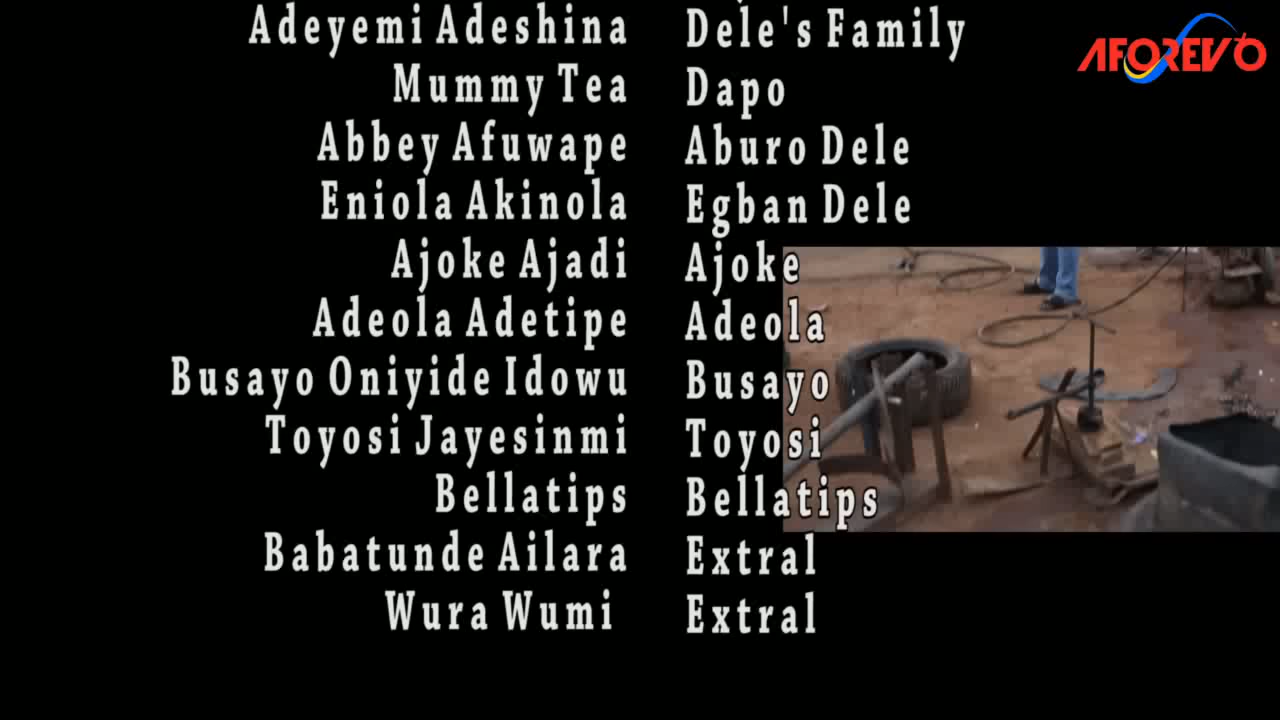 AFOREVO
Adeyemi Adeshina Dele's Family
Mummy Tea Dapo
Abbey Afuwape Aburo Dele
Eniola Akinola Egban Dele
Ajoke Ajadi Ajoke
Adeola Adetipe Adeola
Busayo Oniyide Idowu Busayo
Toyosi Jayesinmi Toyosi
Bellatips Bellatips
Babatunde Ailara Extral
Wura Wumi Extral